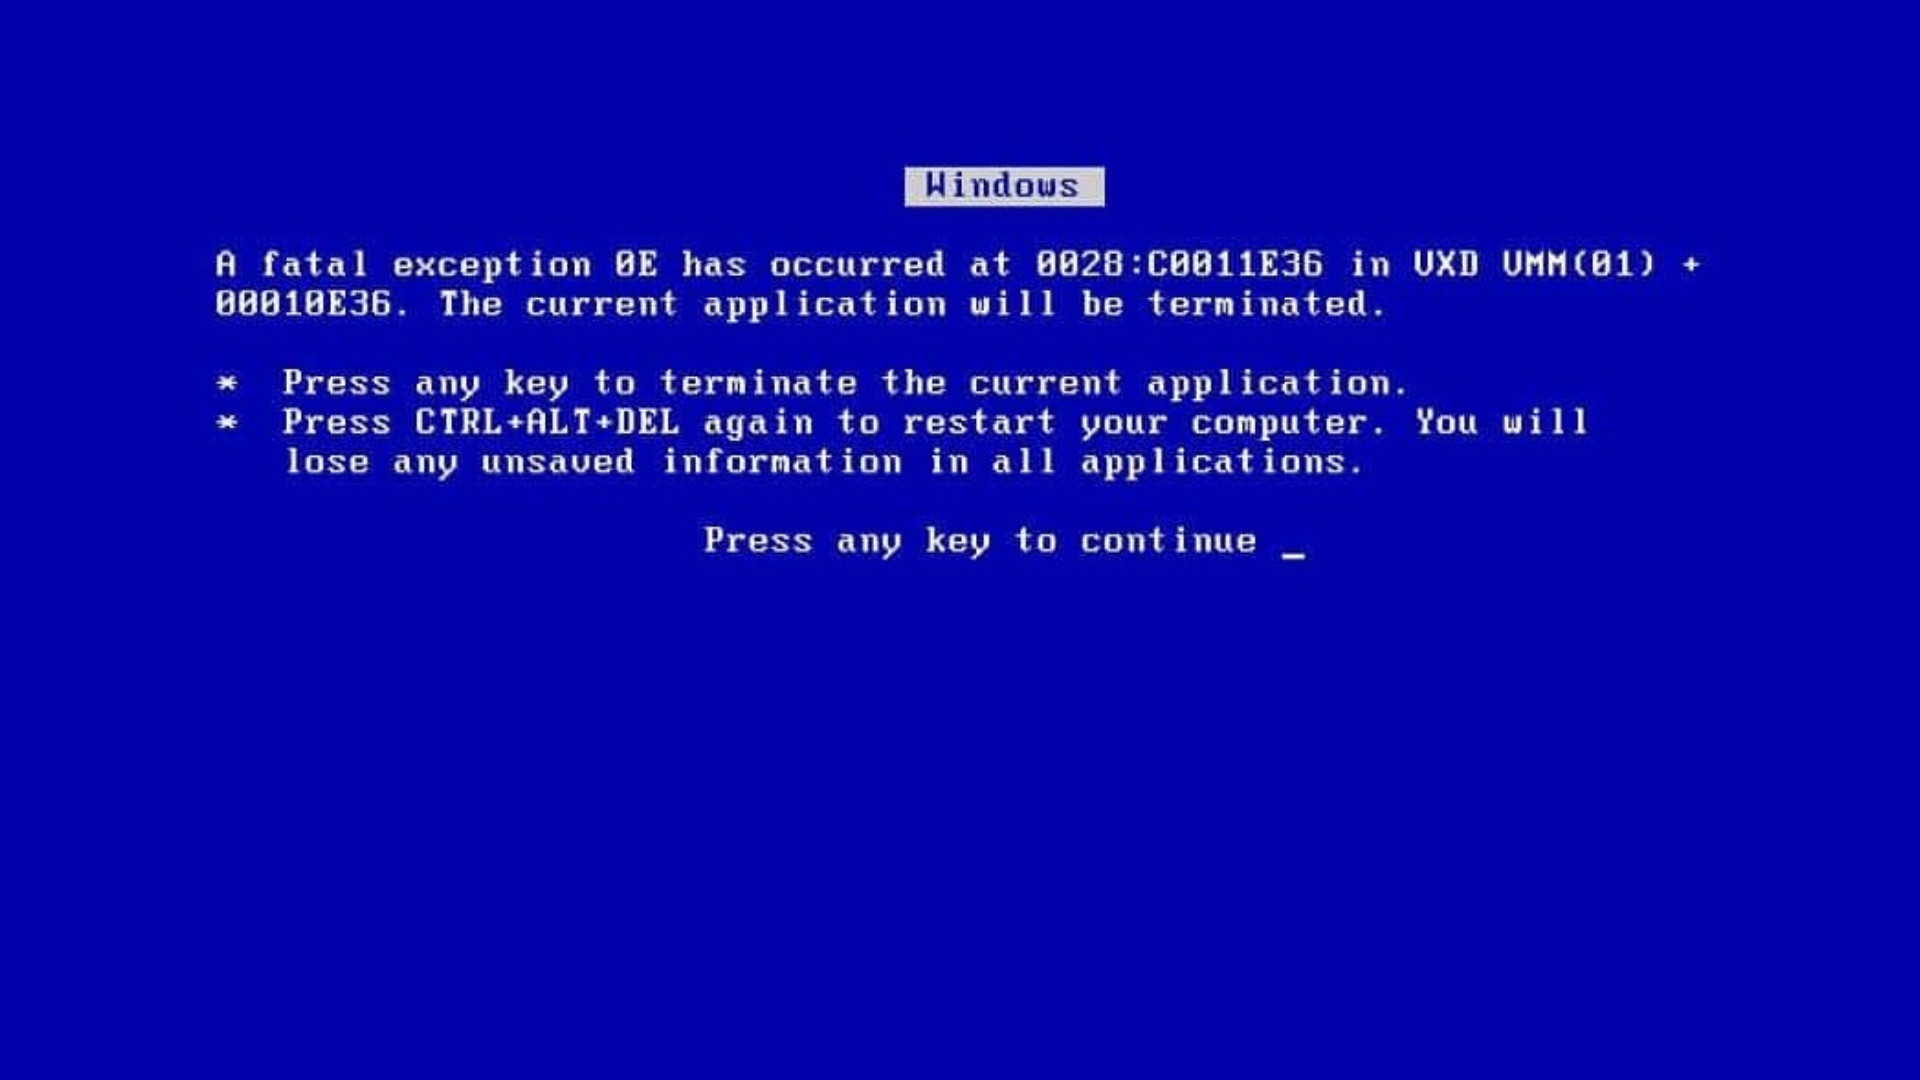 Windows
A fatal exception 0E has occurred at 0028:C0011E36 in VXD VMM(01) +
00010E36. The current application will be terminated.
* Press any key to terminate the current application.
* Press CTRL+ALT+DEL again to restart your computer. You will
lose any unsaved information in all applications.
Press any key to continue _